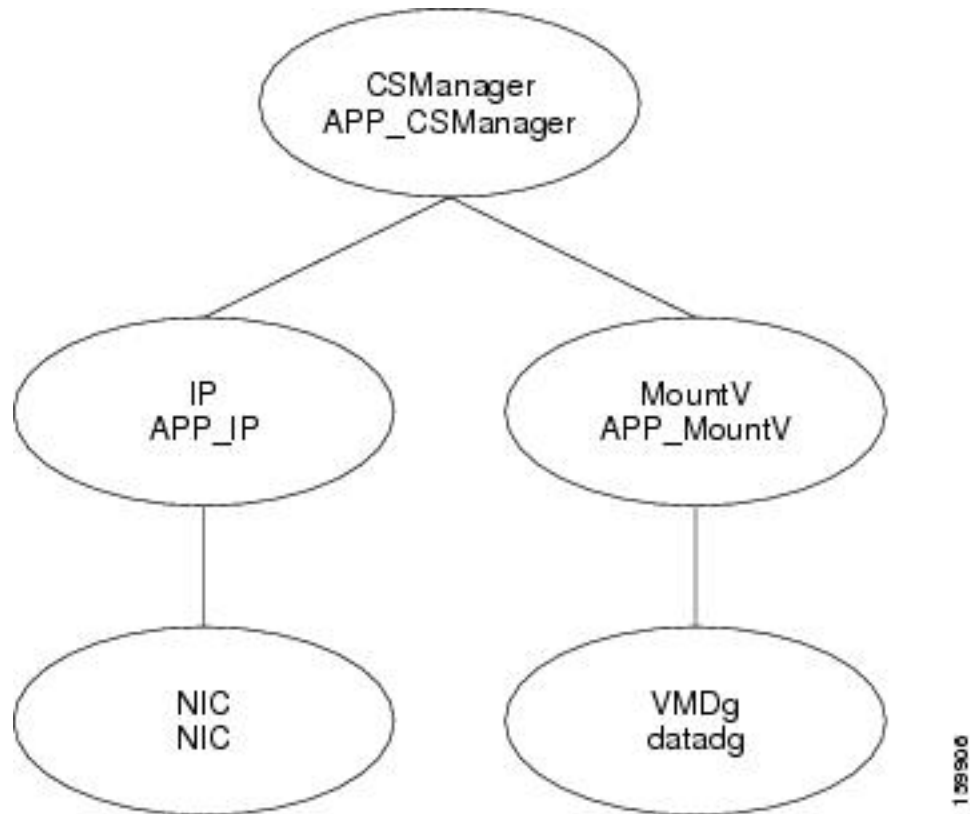 CSManager
APP_CSManager
IP
APP_IP
MountV
APP_MountV
NIC
NIC
VMDg
datadg
159906